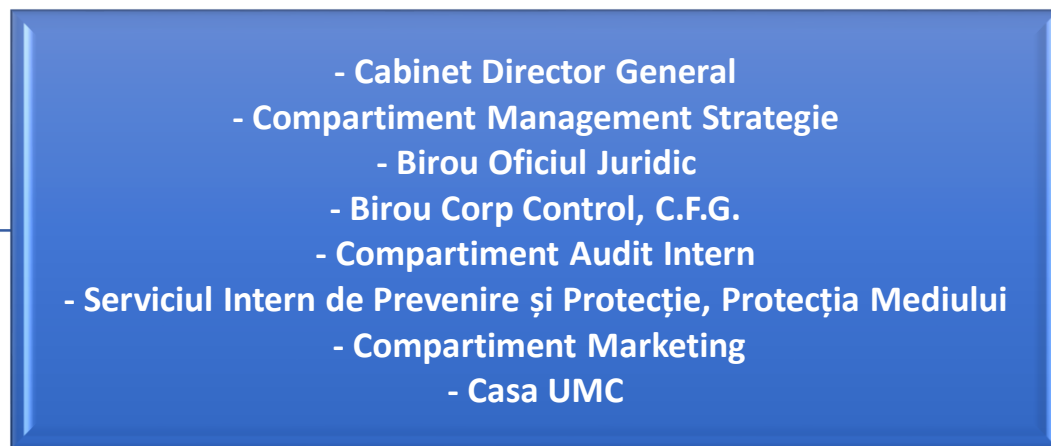 - Cabinet Director General
- Compartiment Management Strategie
- Birou Oficiul Juridic
- Birou Corp Control, C.F.G.
- Compartiment Audit Intern
- Serviciul Intern de Prevenire și Protecție, Protecția Mediului
- Compartiment Marketing
- Casa UMC